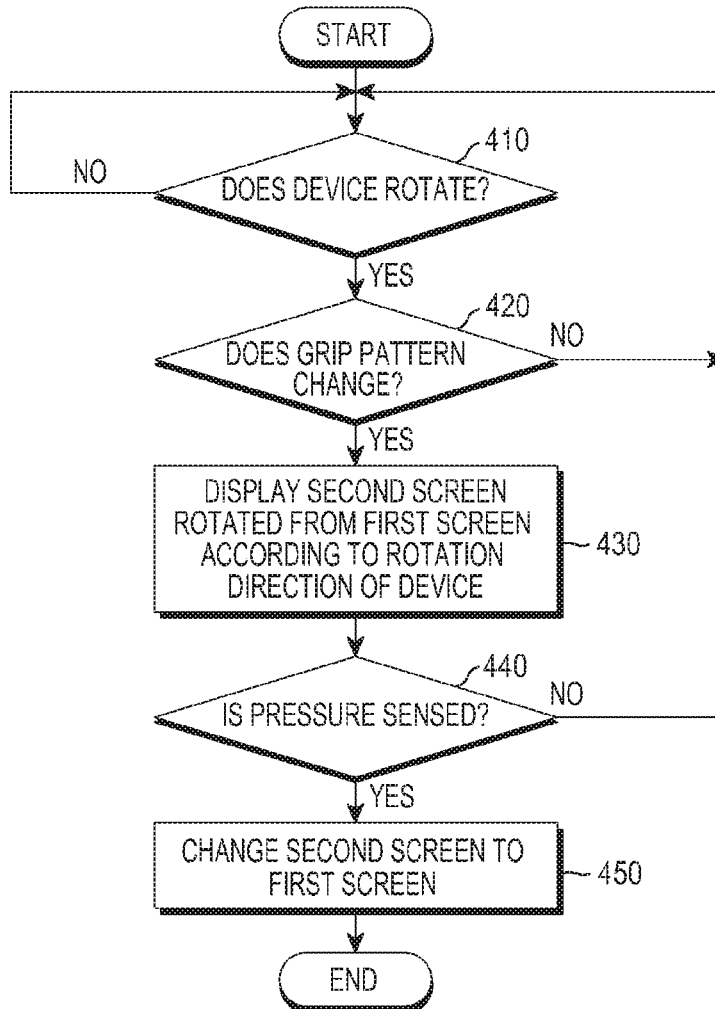 START
410
NO
DOES DEVICE ROTATE?
YES
420
NO
DOES GRIP PATTERN
CHANGE?
YES
DISPLAY SECOND SCREEN
ROTATED FROM FIRST SCREEN
ACCORDING TO ROTATION
DIRECTION OF DEVICE
430
440
NO
IS PRESSURE SENSED?
YES
CHANGE SECOND SCREEN TO
FIRST SCREEN
450
END